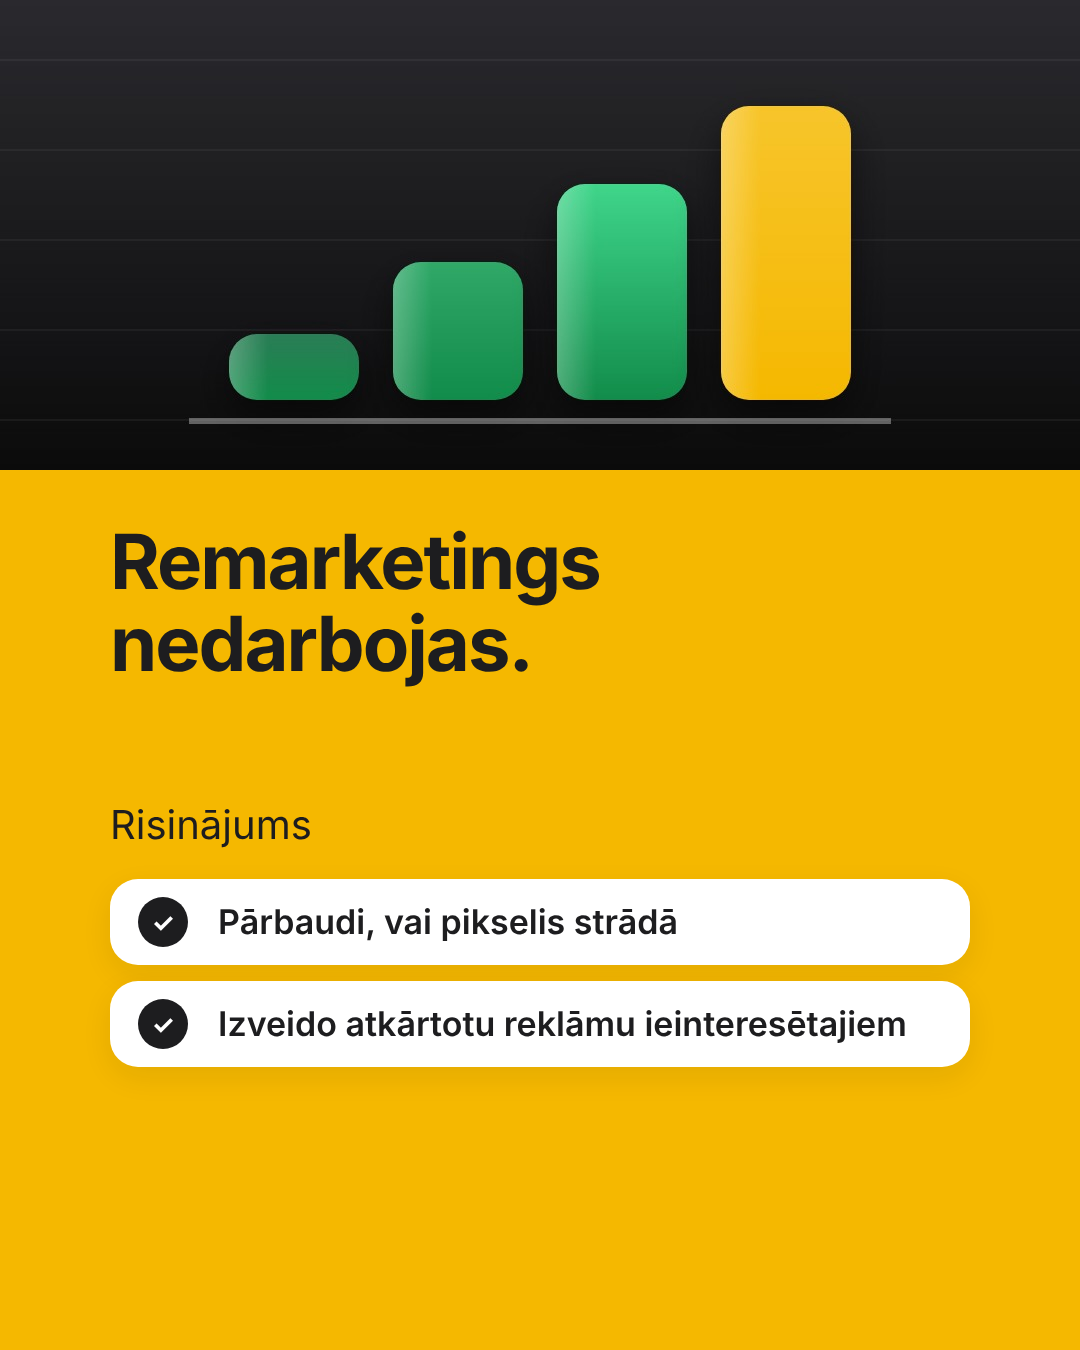 Remarketings
nedarbojas.
Risinājums
Pārbaudi, vai pikselis strādā
Izveido atkārtotu reklāmu ieinteresētajiem